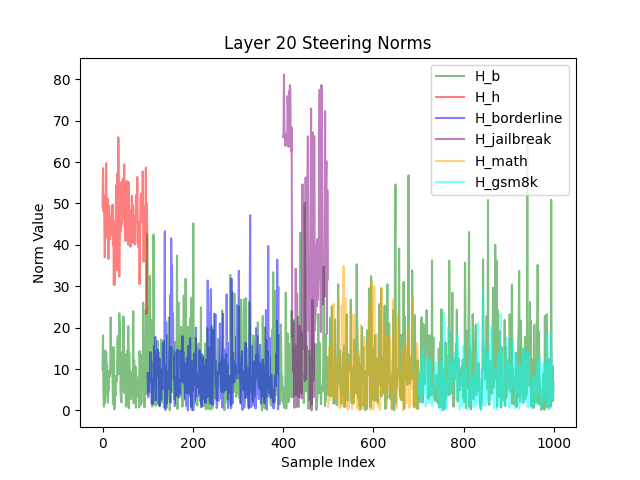 Layer 20 Steering Norms
Norm Value
80
70
60
50
40
30
20
10
0
H_b
H_h
H_borderline
H_jailbreak
H_math
H_gsm8k
0
200
400
600
800
1000
Sample Index